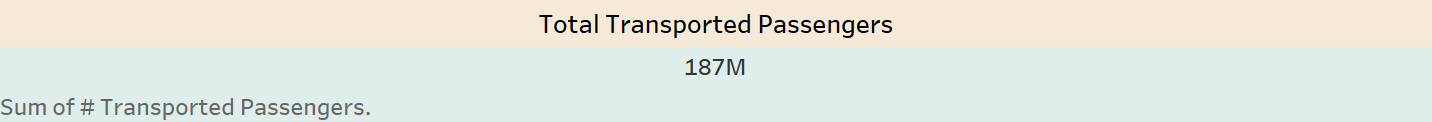 Total Transported Passengers
187M
Sum of # Transported Passengers.